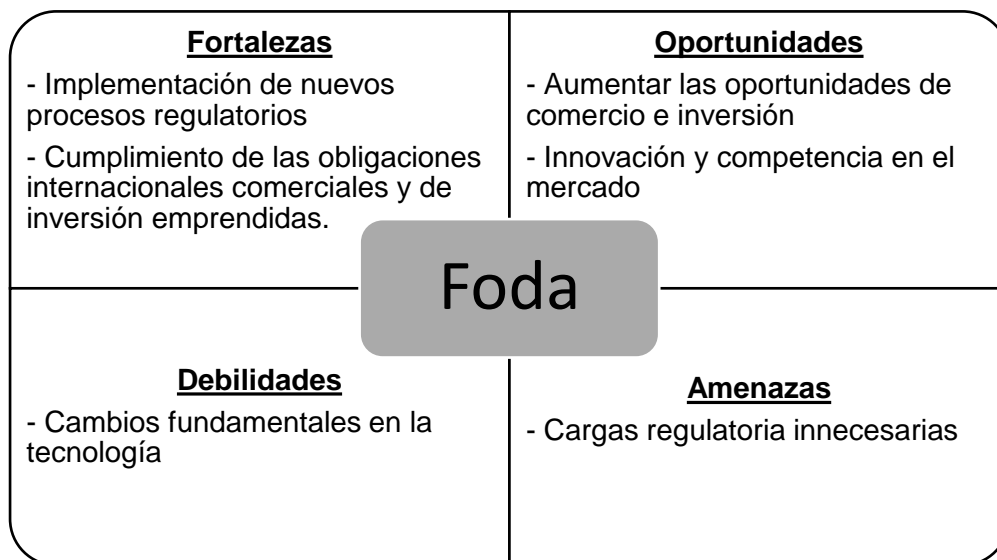 Fortalezas
- Implementación de nuevos
procesos regulatorios
- Cumplimiento de las obligaciones
internacionales comerciales y de
inversión emprendidas.
Oportunidades
- Aumentar las oportunidades de
comercio e inversión
- Innovación y competencia en el
mercado
Foda
Debilidades
- Cambios fundamentales en la
tecnología
Amenazas
- Cargas regulatoria innecesarias